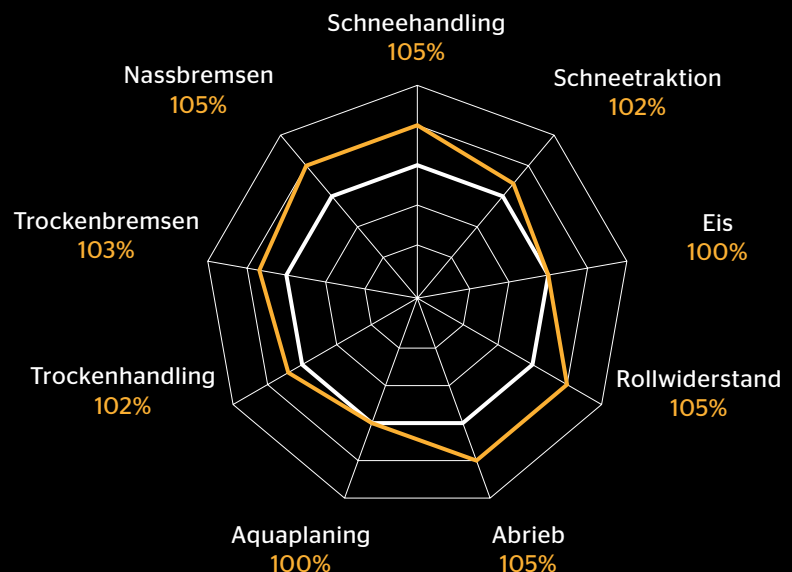 Schneehandling
105%
Schneetraktion
102%
Eis
100%
Rollwiderstand
105%
Abrieb
105%
Aquaplaning
100%
Trockenhandling
102%
Trockenbremsen
103%
Nassbremsen
105%